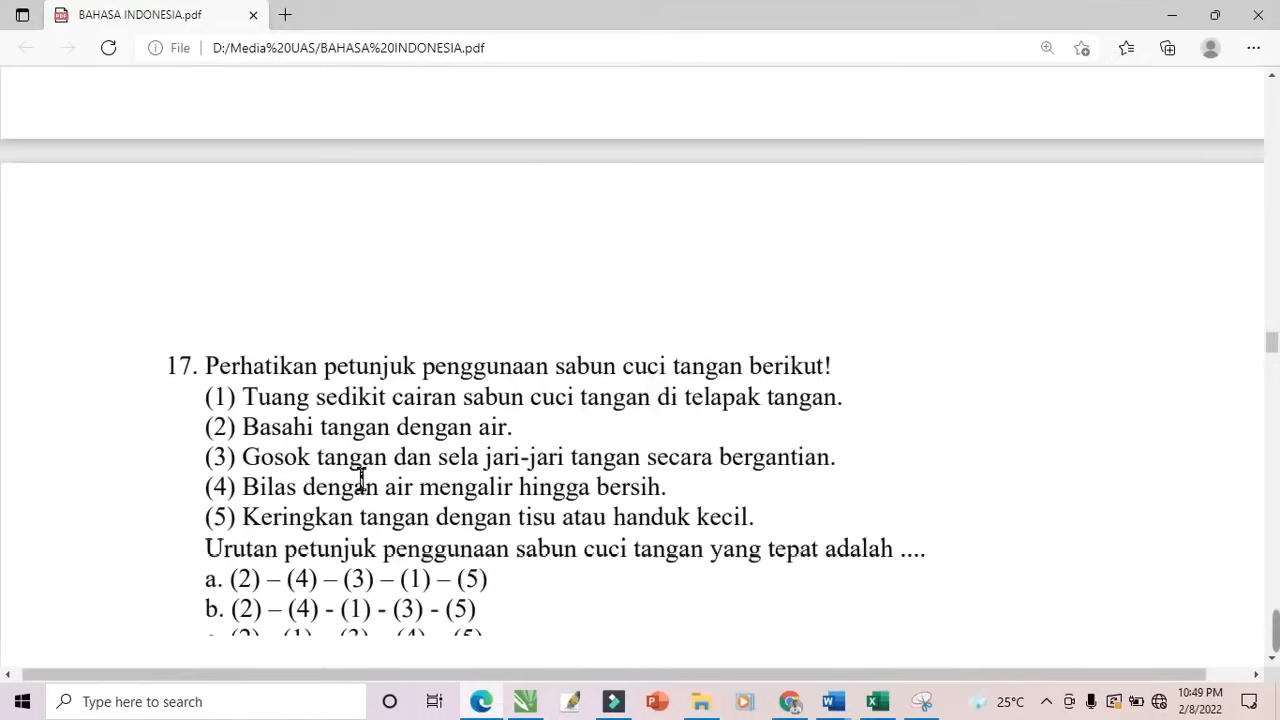 BAHASA INDONESIA.pdf
File
D:/Media%20UAS/BAHASA%20INDONESIA.pdf
17. Perhatikan petunjuk penggunaan sabun cuci tangan berikut!
(1) Tuang sedikit cairan sabun cuci tangan di telapak tangan.
(2) Basahi tangan dengan air.
(3) Gosok tangan dan sela jari-jari tangan secara bergantian.
(4) Bilas dengan air mengalir hingga bersih.
(5) Keringkan tangan dengan tisu atau handuk kecil.
Urutan petunjuk penggunaan sabun cuci tangan yang tepat adalah ....
a. (2) – (4) – (3) – (1) – (5)
b. (2) – (4) - (1) - (3) - (5)
Type here to search
25°C
10:49 PM
2/8/2022